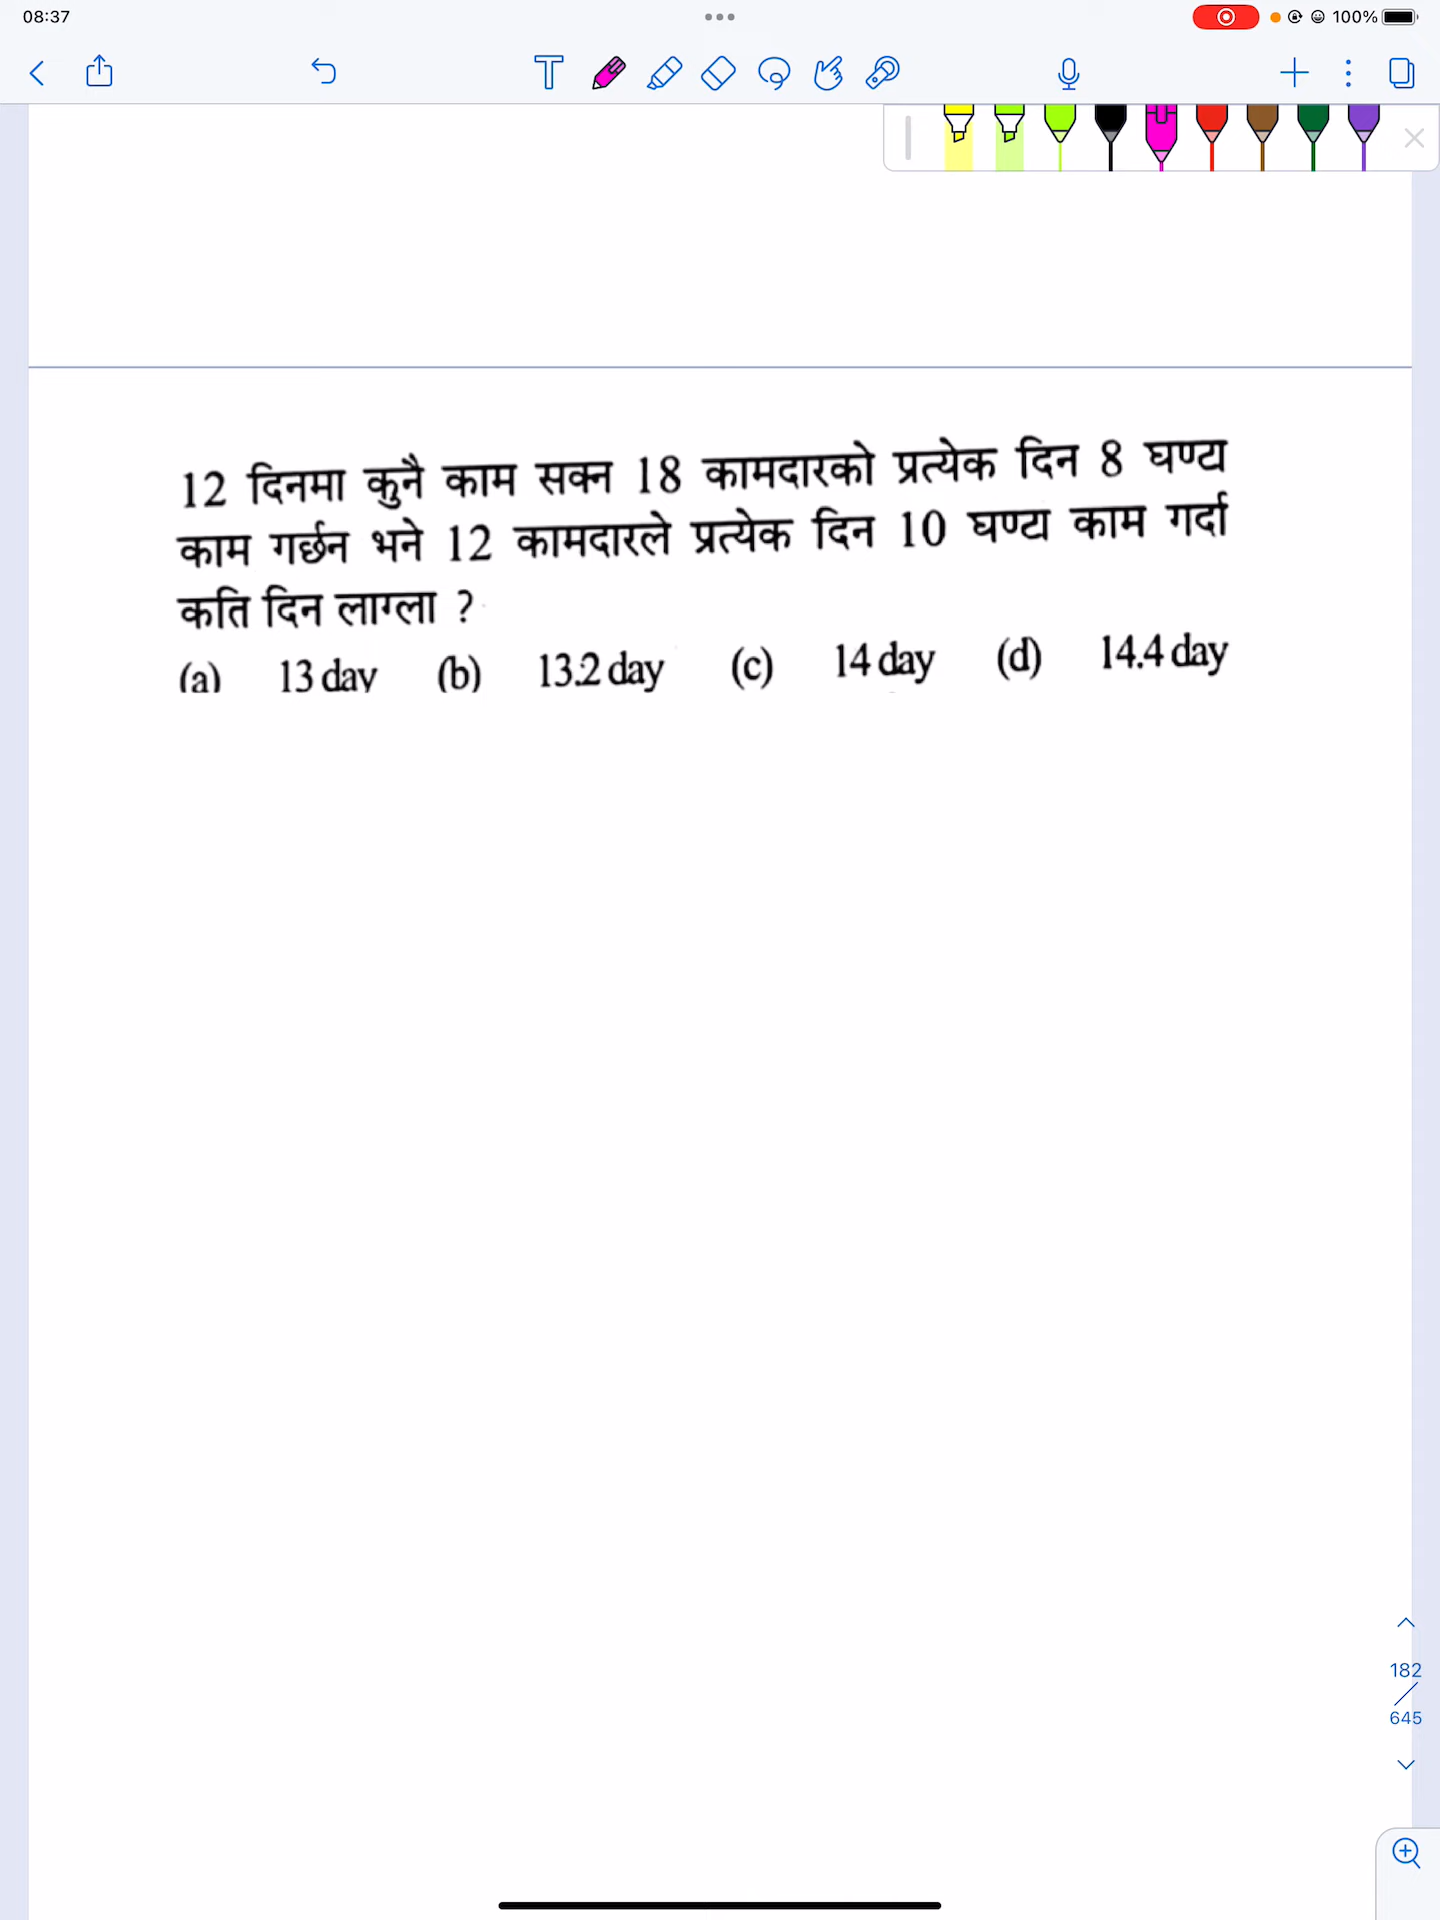 08:37
100%
12 दिनमा कुनै काम सक्न 18 कामदारको प्रत्येक दिन 8 घण्टा
काम गर्छन भने 12 कामदारले प्रत्येक दिन 10 घण्टा काम गर्दा
कति दिन लाग्ला ?
(a) 13 day (b) 13.2 day (c) 14 day (d) 14.4 day
182
645